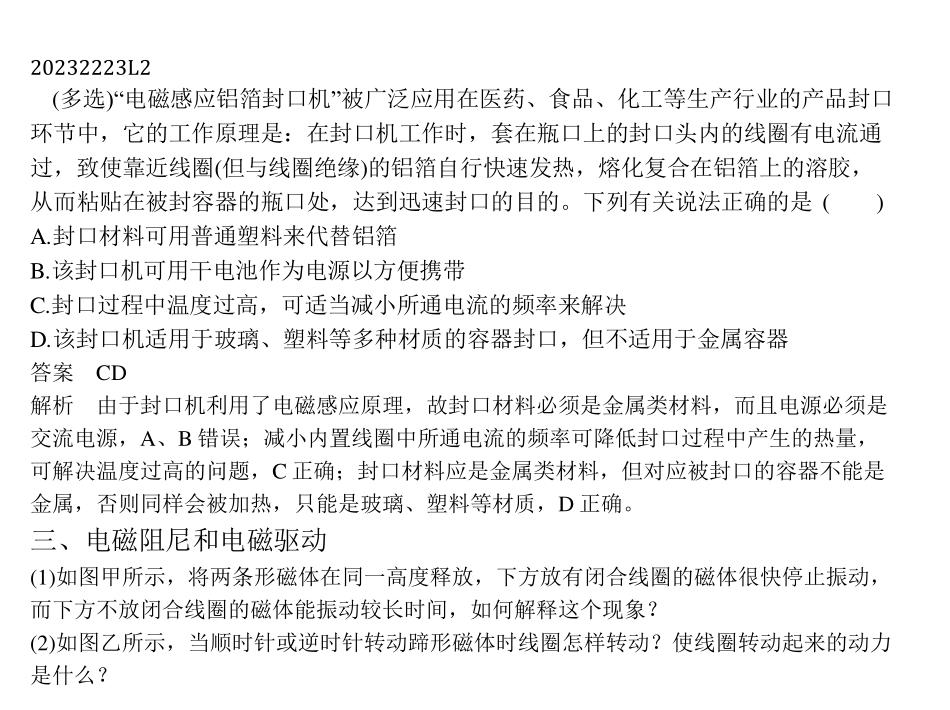 20232223L2
(多选)“电磁感应铝箔封口机”被广泛应用在医药、食品、化工等生产行业的产品封口
环节中，它的工作原理是：在封口机工作时，套在瓶口上的封口头内的线圈有电流通
过，致使靠近线圈(但与线圈绝缘)的铝箔自行快速发热，熔化复合在铝箔上的溶胶，
从而粘贴在被封容器的瓶口处，达到迅速封口的目的。下列有关说法正确的是 (　　)
A.封口材料可用普通塑料来代替铝箔
B.该封口机可用干电池作为电源以方便携带
C.封口过程中温度过高，可适当减小所通电流的频率来解决
D.该封口机适用于玻璃、塑料等多种材质的容器封口，但不适用于金属容器
答案　CD
解析　由于封口机利用了电磁感应原理，故封口材料必须是金属类材料，而且电源必须是
交流电源，A、B 错误；减小内置线圈中所通电流的频率可降低封口过程中产生的热量，
可解决温度过高的问题，C 正确；封口材料应是金属类材料，但对应被封口的容器不能是
金属，否则同样会被加热，只能是玻璃、塑料等材质，D 正确。
三、电磁阻尼和电磁驱动
(1)如图甲所示，将两条形磁体在同一高度释放，下方放有闭合线圈的磁体很快停止振动，
而下方不放闭合线圈的磁体能振动较长时间，如何解释这个现象？
(2)如图乙所示，当顺时针或逆时针转动蹄形磁体时线圈怎样转动？使线圈转动起来的动力
是什么？